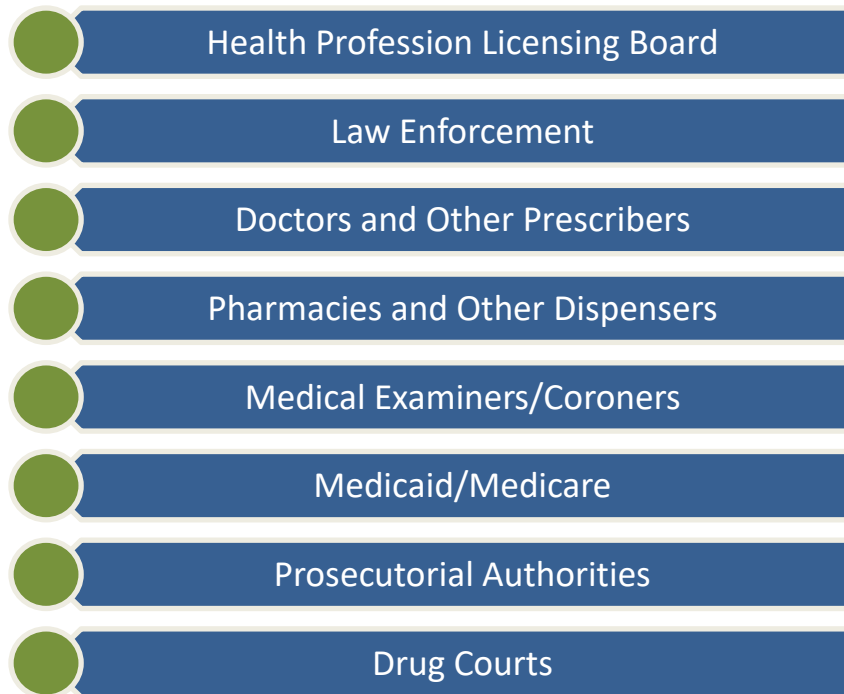 Health Profession Licensing Board
Law Enforcement
Doctors and Other Prescribers
Pharmacies and Other Dispensers
Medical Examiners/Coroners
Medicaid/Medicare
Prosecutorial Authorities
Drug Courts